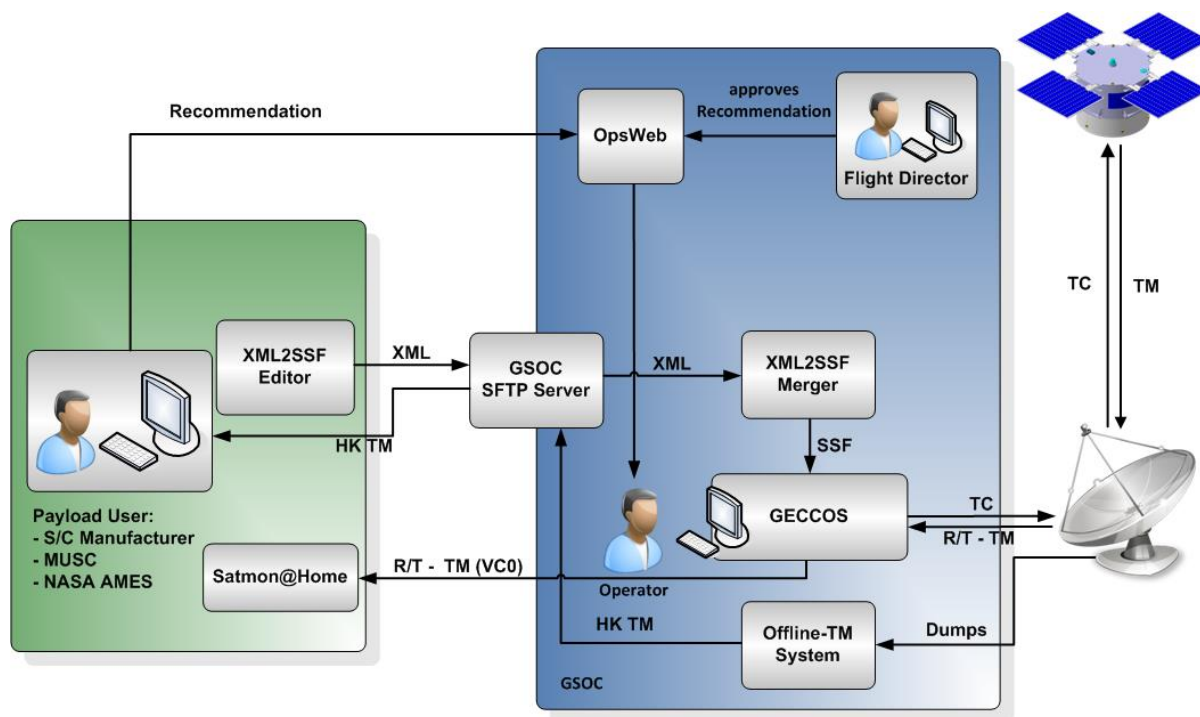 Recommendation
approves
Recommendation
OpsWeb
Flight Director
TC
TM
XML2SSF
Editor
XML
GSOC
SFTP Server
XML
XML2SSF
Merger
HK TM
SSF
Payload User:
- S/C Manufacturer
- MUSC
- NASA AMES
GECCOS
TC
R/T - TM
Satmon@Home
R/T - TM (VC0)
Operator
HK TM
Offline-TM
System
Dumps
GSOC